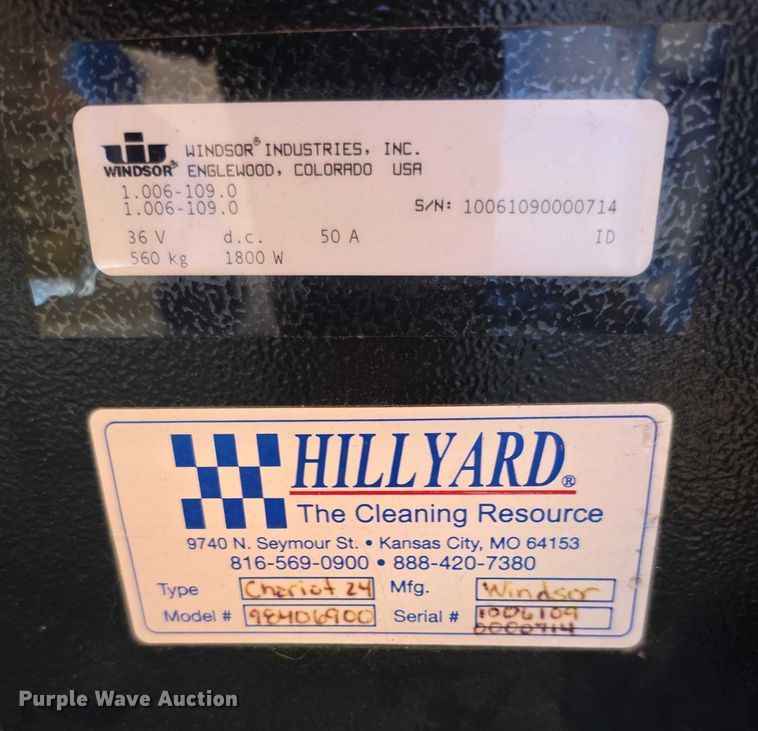 WINDSOR® WINDSOR® INDUSTRIES, INC.
ENGLEWOOD, COLORADO USA
1.006-109.0
1.006-109.0 S/N: 10061090000714
36 V d.c. 50 A ID
560 kg 1800 W
HILLYARD®
The Cleaning Resource
9740 N. Seymour St. • Kansas City, MO 64153
816-569-0900 • 888-420-7380
Type Chariot 24 Mfg. Windsor
Model # 98406900 Serial # 1006109
0000714
Purple Wave Auction